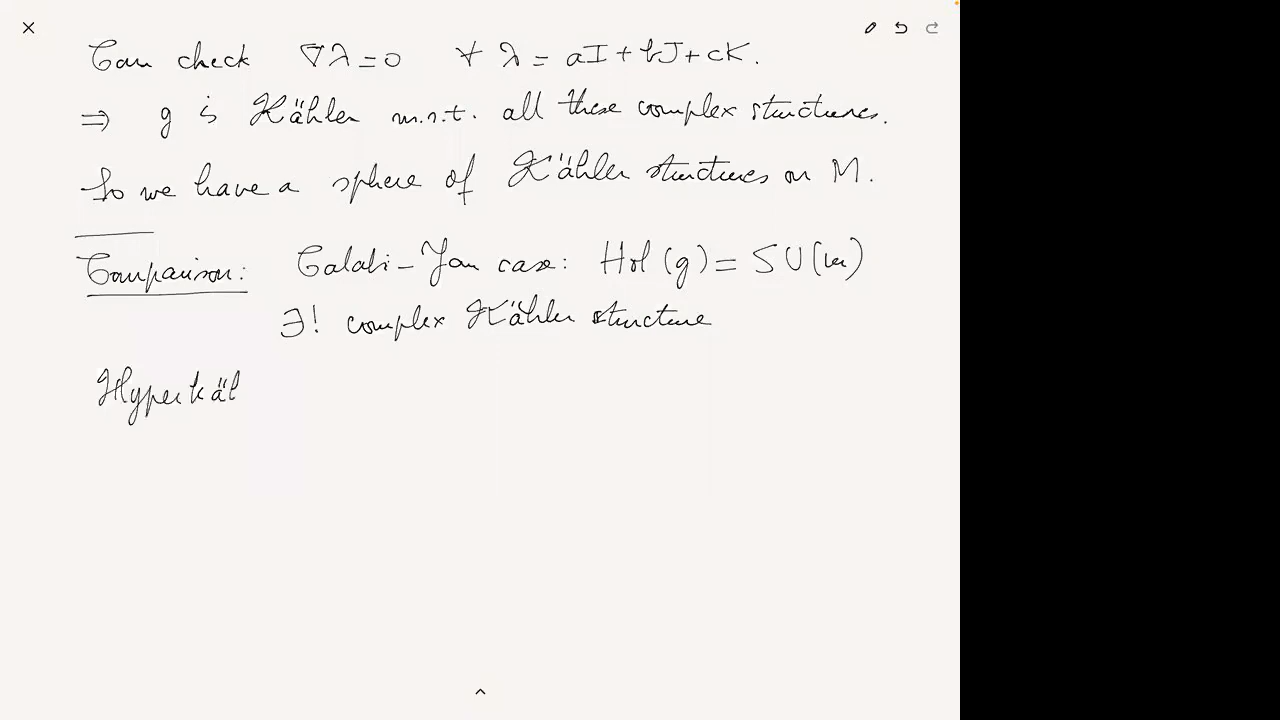 Can check ∇λ=0 ∀ λ = aI + bJ + cK.
⇒ g is Kähler w.r.t. all these complex structures.
So we have a sphere of Kähler structures on M.
Comparison: Calabi-Yau case: Hol(g) = SU(m)
∃! complex Kähler structure
Hyperkäl